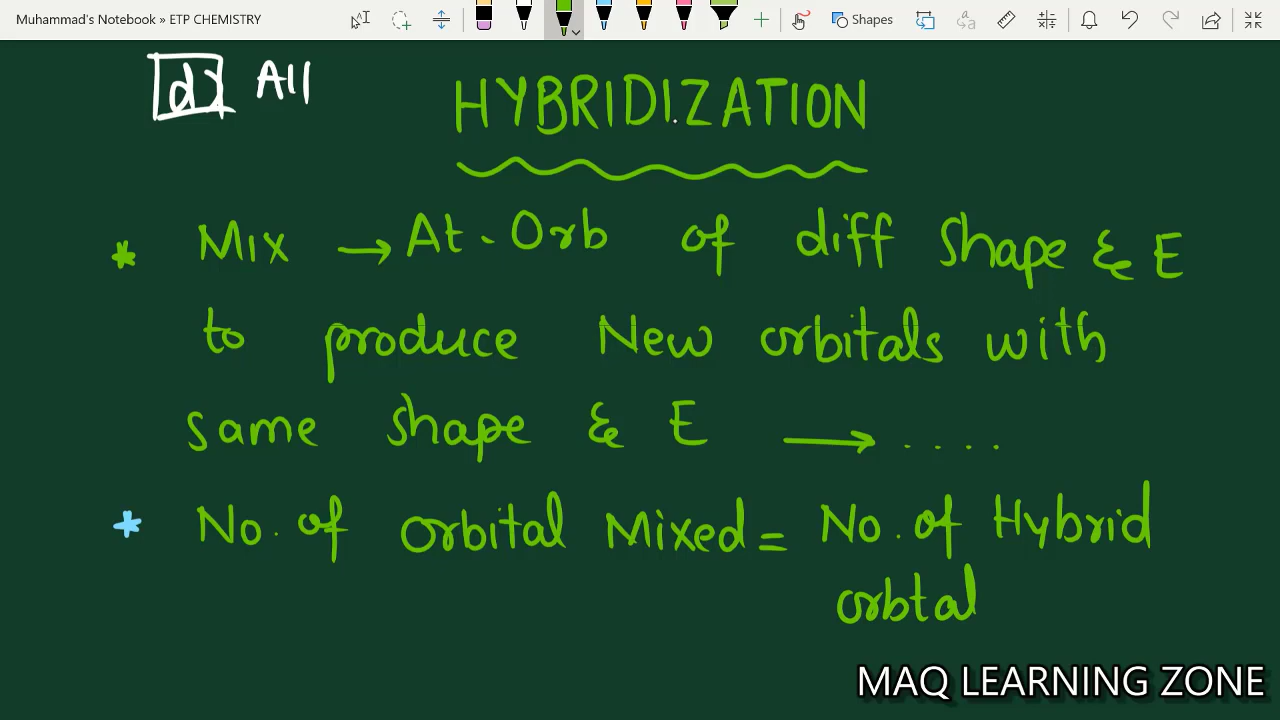 Muhammad's Notebook » ETP CHEMISTRY
Shapes
d) All
HYBRIDIZATION
* Mix → At. Orb of diff shape & E
to produce New orbitals with
same shape & E → ....
* No. of orbital Mixed = No. of Hybrid
orbtal
MAQ LEARNING ZONE